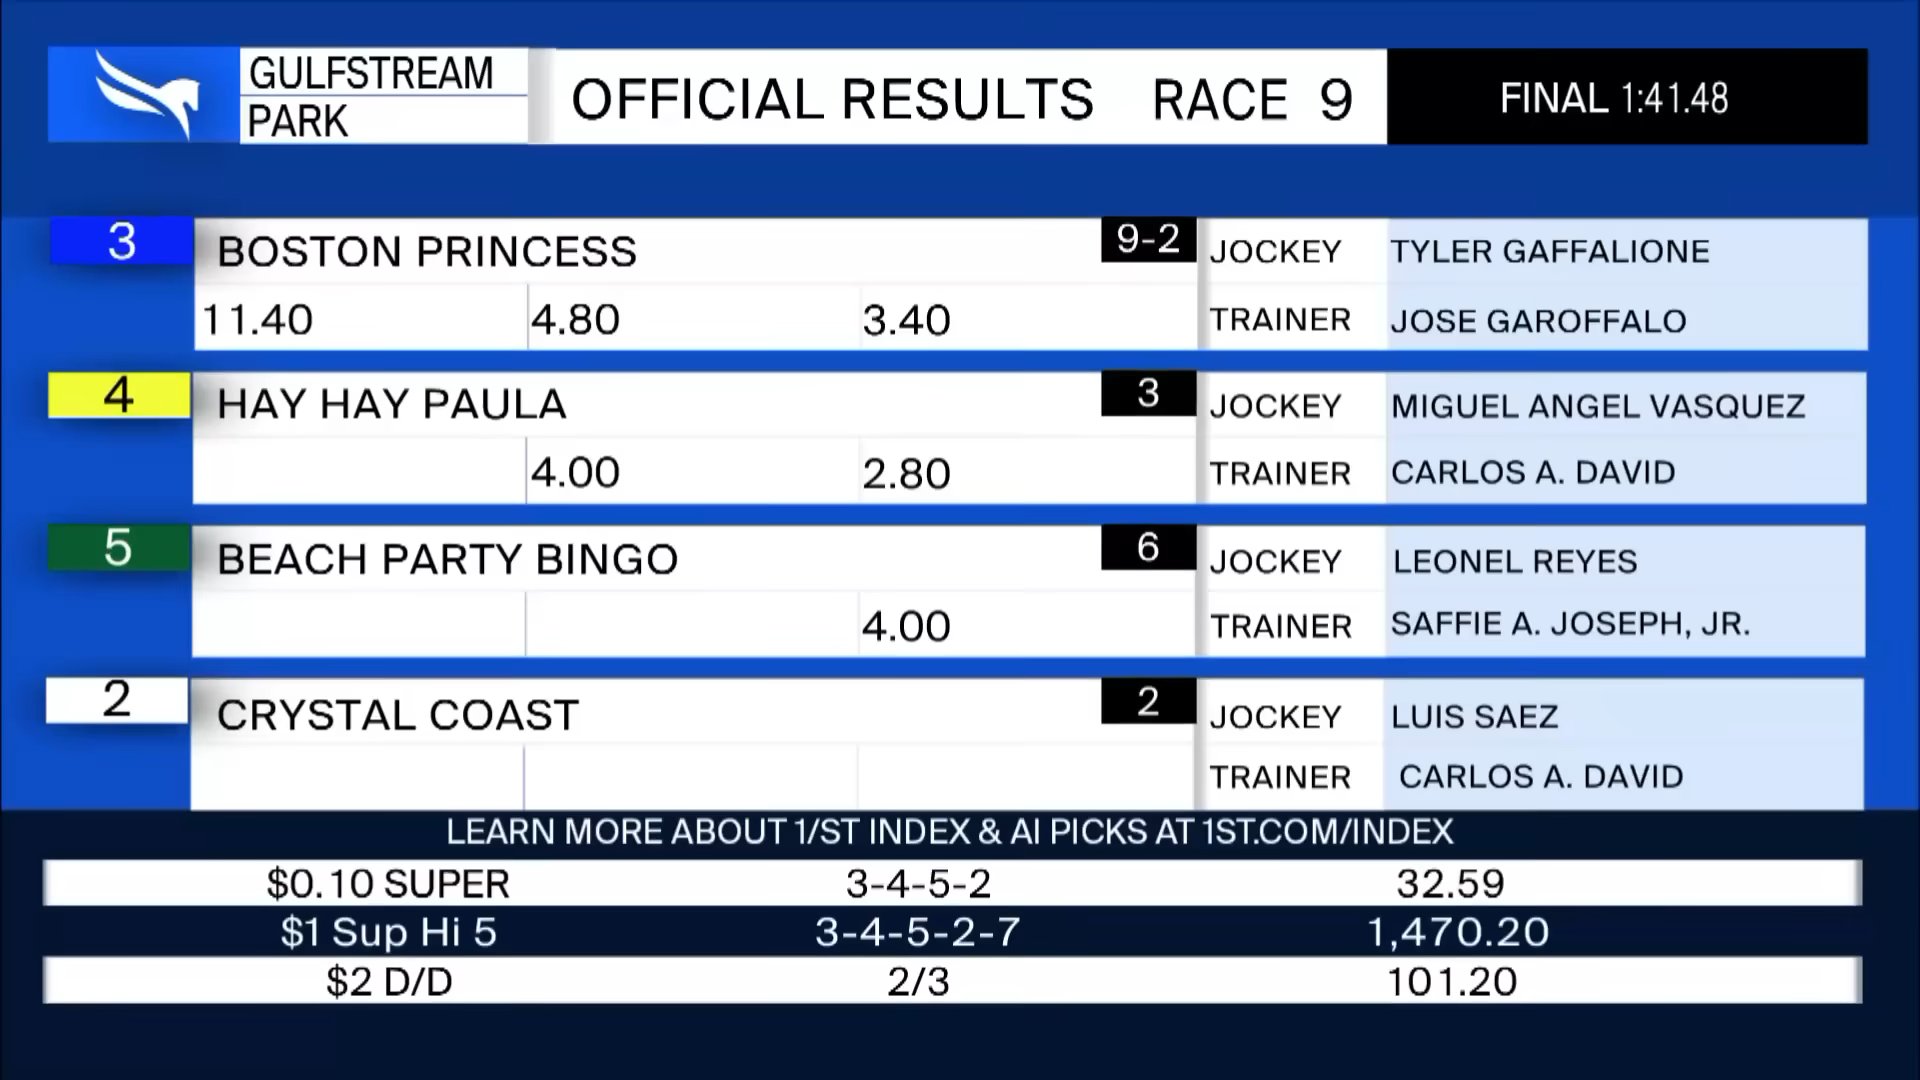 GULFSTREAM
PARK
OFFICIAL RESULTS RACE 9
FINAL 1:41.48
3 BOSTON PRINCESS 9-2 JOCKEY TYLER GAFFALIONE
11.40 4.80 3.40 TRAINER JOSE GAROFFALO
4 HAY HAY PAULA 3 JOCKEY MIGUEL ANGEL VASQUEZ
4.00 2.80 TRAINER CARLOS A. DAVID
5 BEACH PARTY BINGO 6 JOCKEY LEONEL REYES
4.00 TRAINER SAFFIE A. JOSEPH, JR.
2 CRYSTAL COAST 2 JOCKEY LUIS SAEZ
TRAINER CARLOS A. DAVID
LEARN MORE ABOUT 1/ST INDEX & AI PICKS AT 1ST.COM/INDEX
$0.10 SUPER 3-4-5-2 32.59
$1 Sup Hi 5 3-4-5-2-7 1,470.20
$2 D/D 2/3 101.20